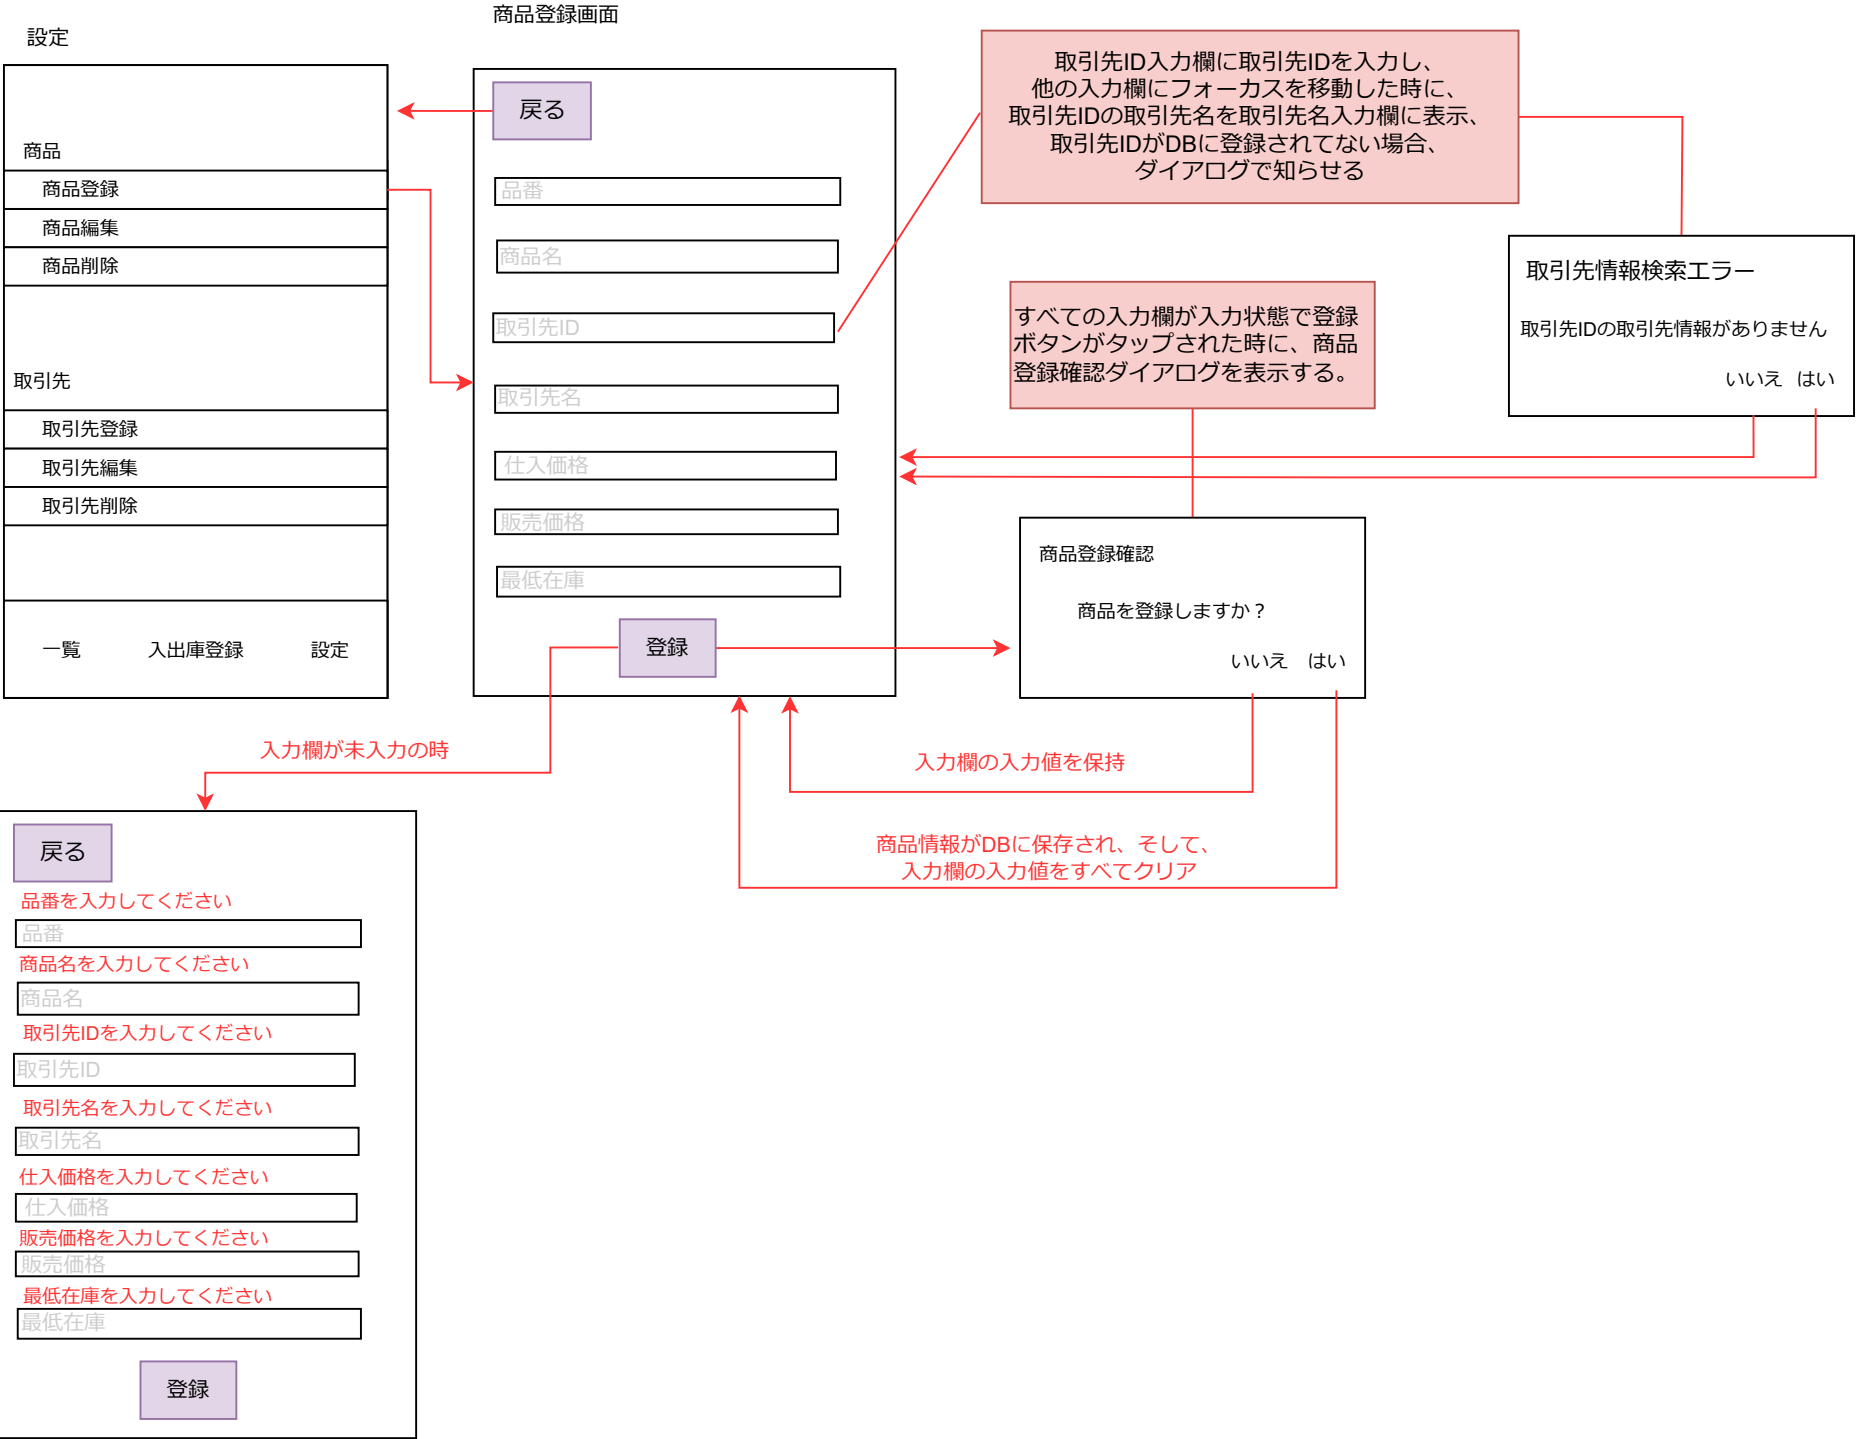 設定
商品
商品登録
商品編集
商品削除
取引先
取引先登録
取引先編集
取引先削除
一覧
入出庫登録
設定
商品登録画面
戻る
品番
商品名
取引先ID
取引先名
仕入価格
販売価格
最低在庫
登録
取引先ID入力欄に取引先IDを入力し、
他の入力欄にフォーカスを移動した時に、
取引先IDの取引先名を取引先名入力欄に表示、
取引先IDがDBに登録されてない場合、
ダイアログで知らせる
取引先情報検索エラー
取引先IDの取引先情報がありません
いいえ
はい
すべての入力欄が入力状態で登録
ボタンがタップされた時に、商品
登録確認ダイアログを表示する。
商品登録確認
商品を登録しますか？
いいえ
はい
入力欄の入力値を保持
商品情報がDBに保存され、そして、
入力欄の入力値をすべてクリア
入力欄が未入力の時
戻る
品番を入力してください
品番
商品名を入力してください
商品名
取引先IDを入力してください
取引先ID
取引先名を入力してください
取引先名
仕入価格を入力してください
仕入価格
販売価格を入力してください
販売価格
最低在庫を入力してください
最低在庫
登録